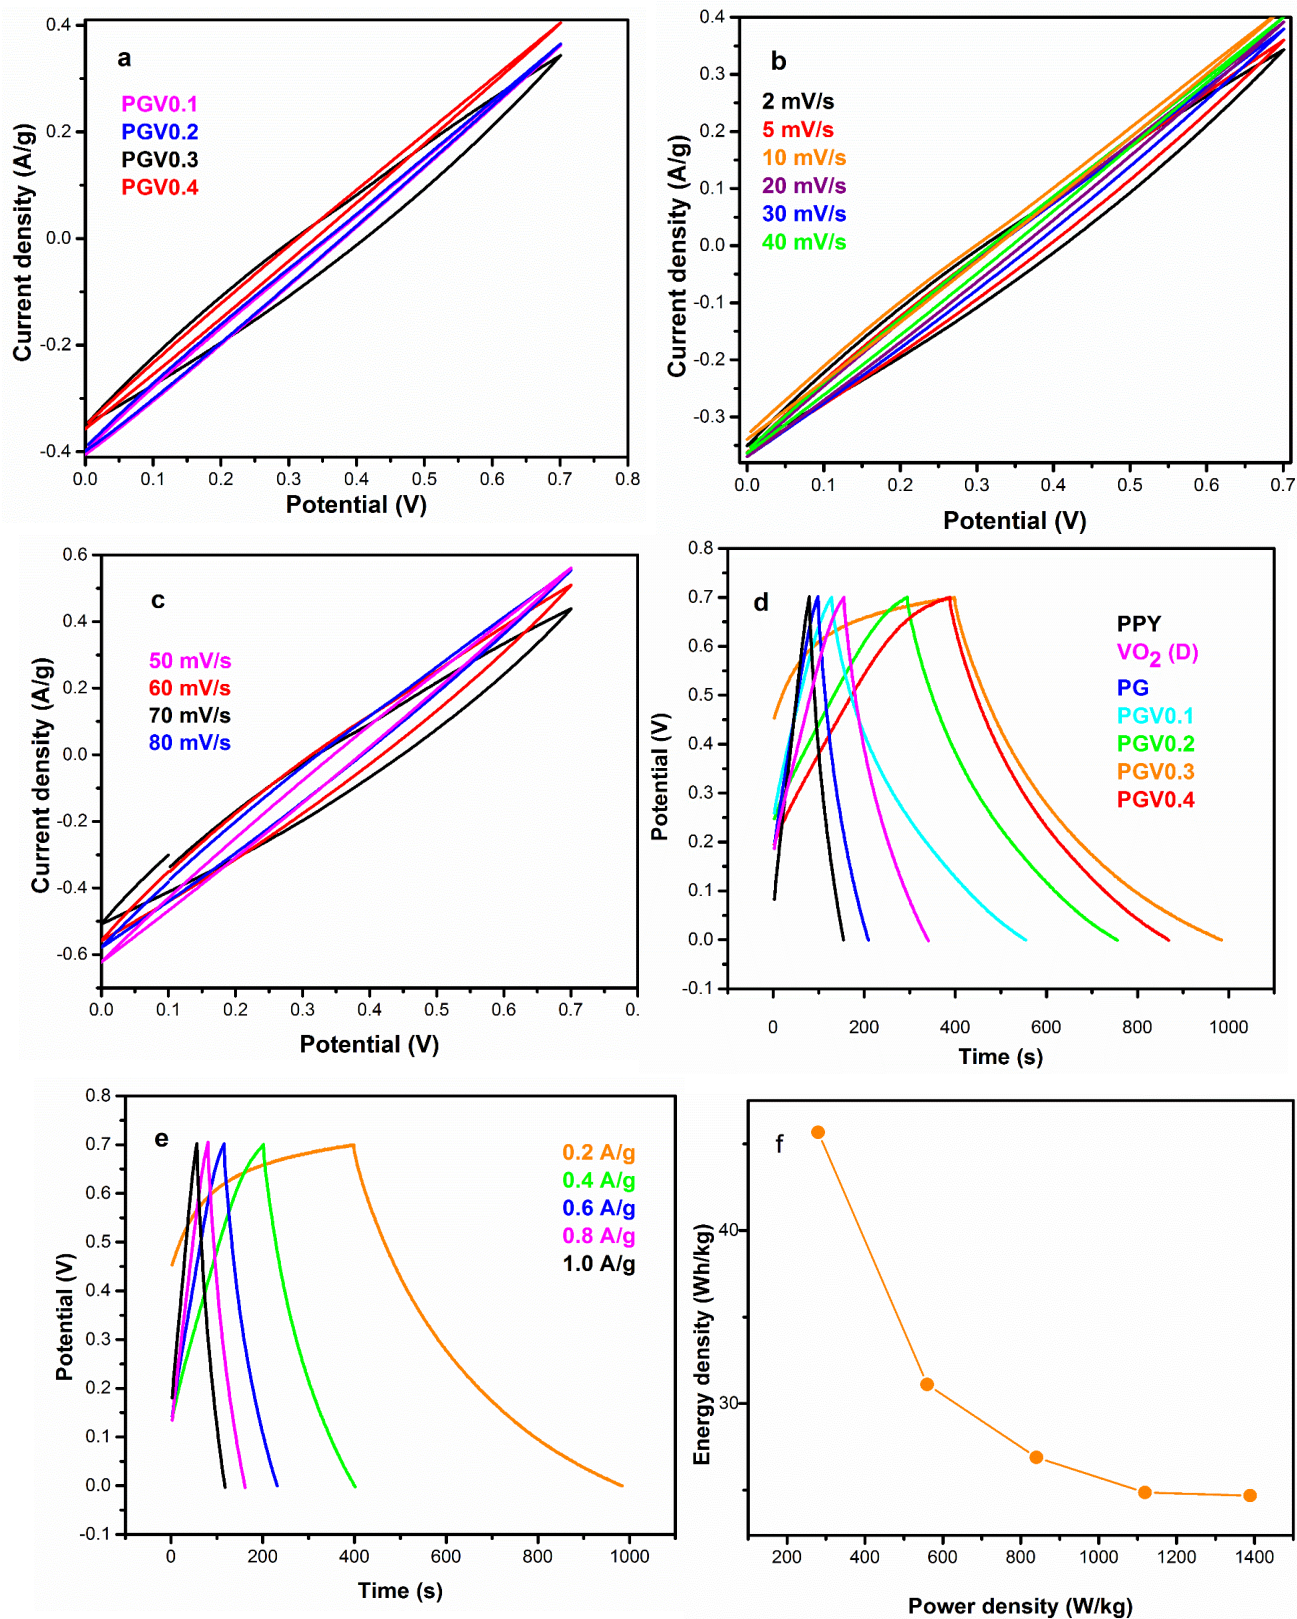 a
PGV0.1
PGV0.2
PGV0.3
PGV0.4
0.4
0.2
0.0
-0.2
-0.4
0.0 0.1 0.2 0.3 0.4 0.5 0.6 0.7 0.8
Current density (A/g)
Potential (V)
b
2 mV/s
5 mV/s
10 mV/s
20 mV/s
30 mV/s
40 mV/s
0.4
0.3
0.2
0.1
0.0
-0.1
-0.2
-0.3
0.0 0.1 0.2 0.3 0.4 0.5 0.6 0.7
Current density (A/g)
Potential (V)
c
50 mV/s
60 mV/s
70 mV/s
80 mV/s
0.6
0.4
0.2
0.0
-0.2
-0.4
-0.6
0.0 0.1 0.2 0.3 0.4 0.5 0.6 0.7 0.
Current density (A/g)
Potential (V)
d
PPY
VO2 (D)
PG
PGV0.1
PGV0.2
PGV0.3
PGV0.4
0.8
0.7
0.6
0.5
0.4
0.3
0.2
0.1
0.0
-0.1
0 200 400 600 800 1000
Potential (V)
Time (s)
e
0.2 A/g
0.4 A/g
0.6 A/g
0.8 A/g
1.0 A/g
0.8
0.7
0.6
0.5
0.4
0.3
0.2
0.1
0.0
-0.1
0 200 400 600 800 1000
Potential (V)
Time (s)
f
40
30
200 400 600 800 1000 1200 1400
Energy density (Wh/kg)
Power density (W/kg)